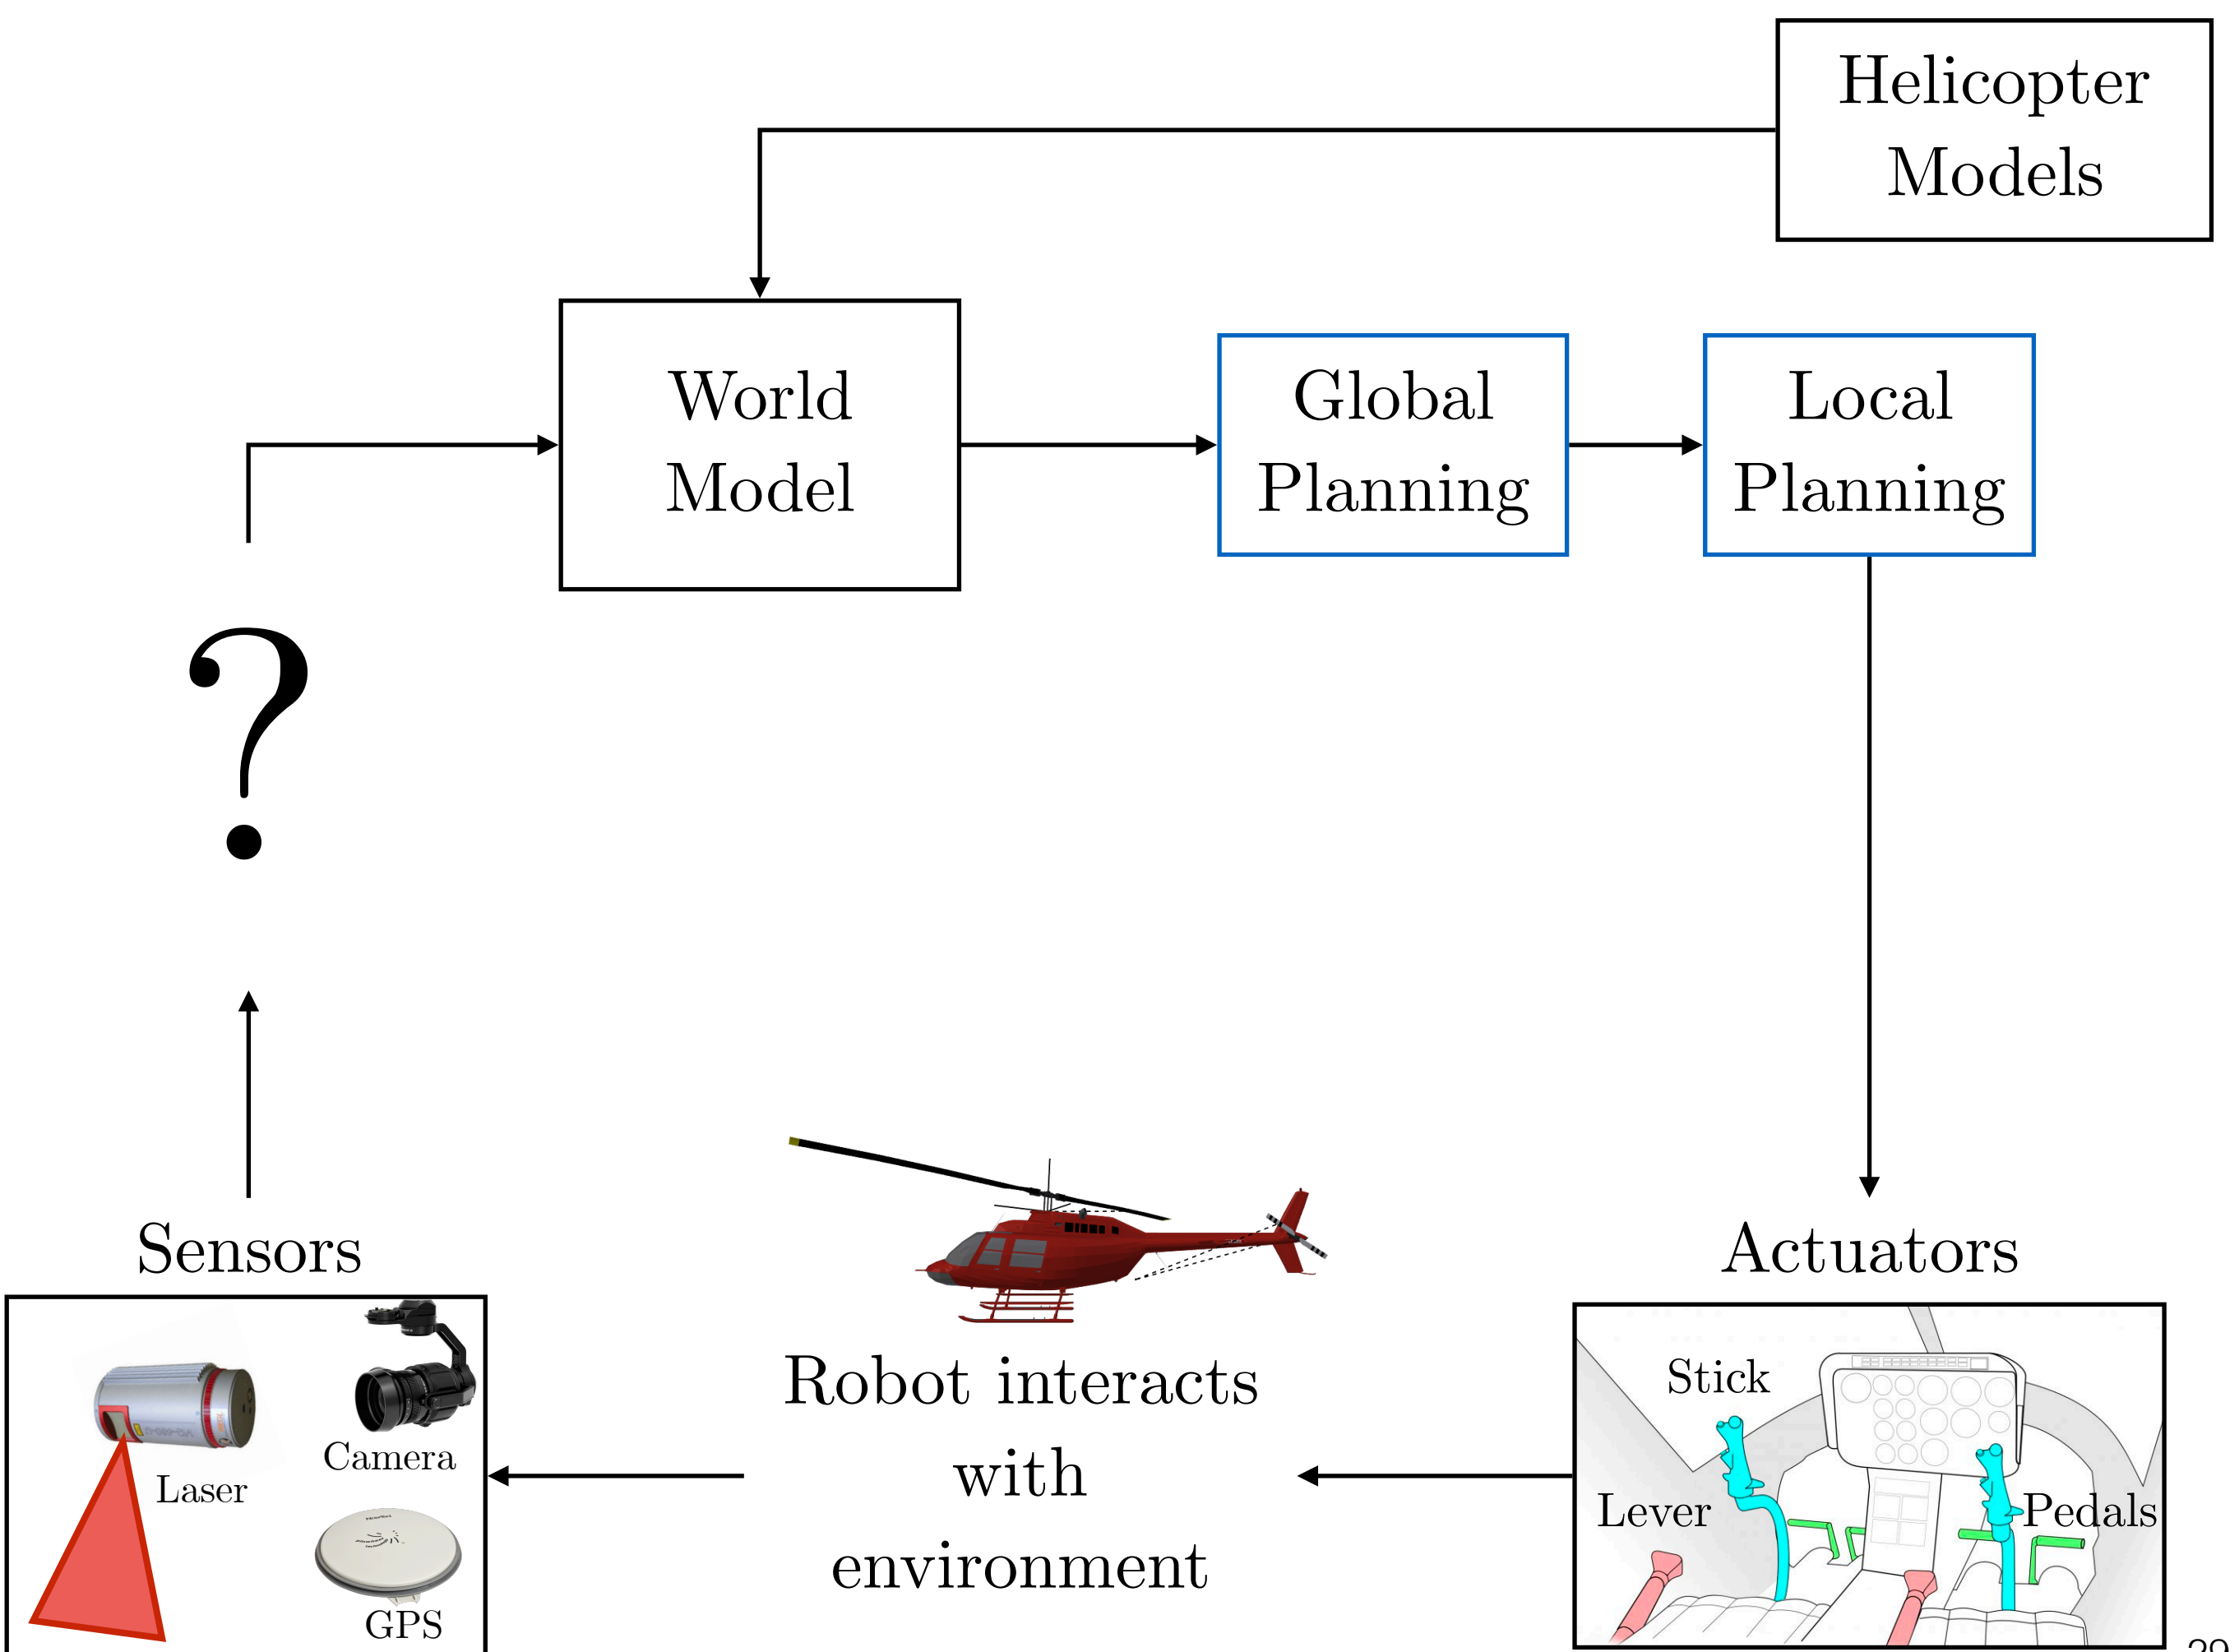 Helicopter
Models
World
Model
Global
Planning
Local
Planning
?
Sensors
Laser
Camera
GPS
Robot interacts
with
environment
Actuators
Stick
Lever
Pedals